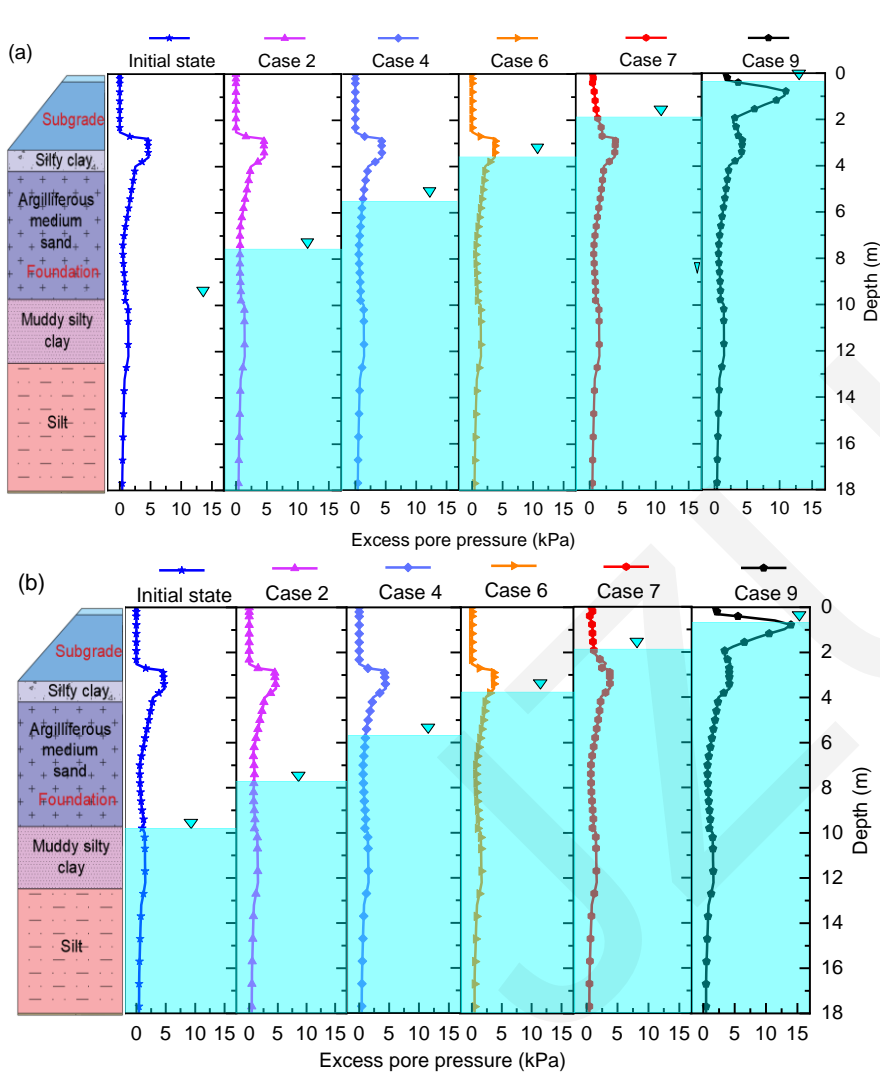 (a)
Initial state Case 2 Case 4 Case 6 Case 7 Case 9
Subgrade
Silty clay
Argilliferous
medium
sand
Foundation
Muddy silty
clay
Silt
0
2
4
6
8
10
12
14
16
18
Depth (m)
0 5 10 15 0 5 10 15 0 5 10 15 0 5 10 15 0 5 10 15 0 5 10 15
Excess pore pressure (kPa)
(b)
Initial state Case 2 Case 4 Case 6 Case 7 Case 9
Subgrade
Silty clay
Argilliferous
medium
sand
Foundation
Muddy silty
clay
Silt
0
2
4
6
8
10
12
14
16
18
Depth (m)
0 5 10 15 0 5 10 15 0 5 10 15 0 5 10 15 0 5 10 15 0 5 10 15
Excess pore pressure (kPa)